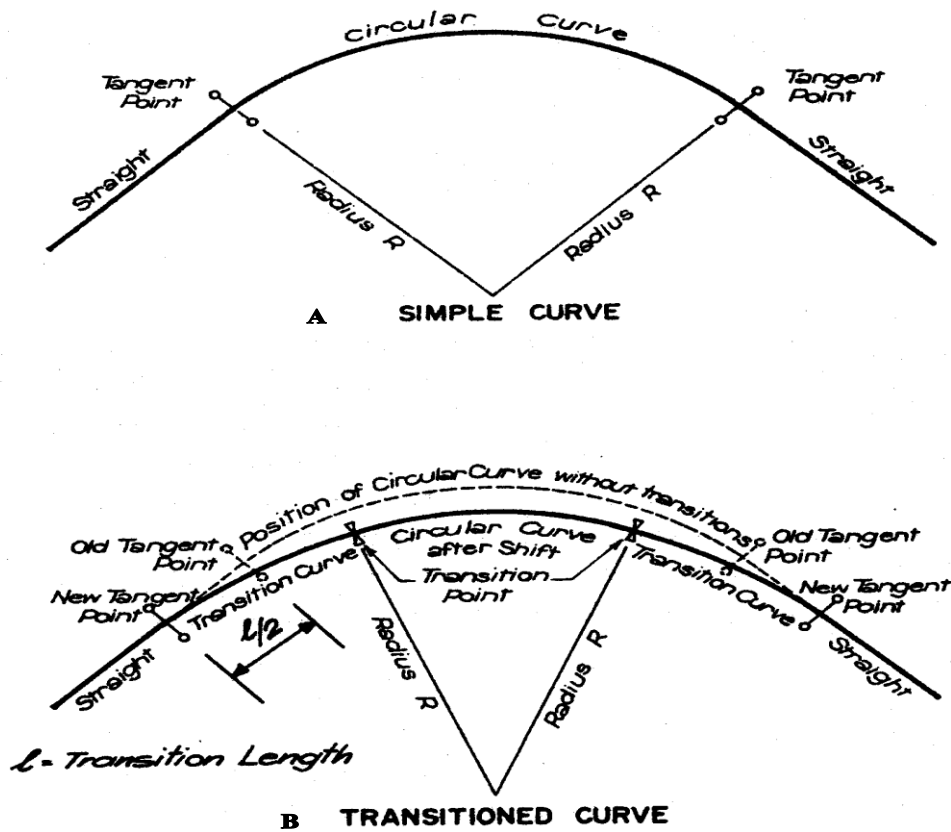 Circular Curve
Tangent
Point
Tangent
Point
Straight
Straight
Radius R
Radius R
A SIMPLE CURVE
Position of Circular Curve without transitions
Old Tangent
Point
Circular Curve
after Shift
Old Tangent
Point
Transition Curve
Transition
Point
Transition Curve
New Tangent
Point
New Tangent
Point
l/2
Straight
Straight
Radius R
Radius R
l = Transition Length
B TRANSITIONED CURVE